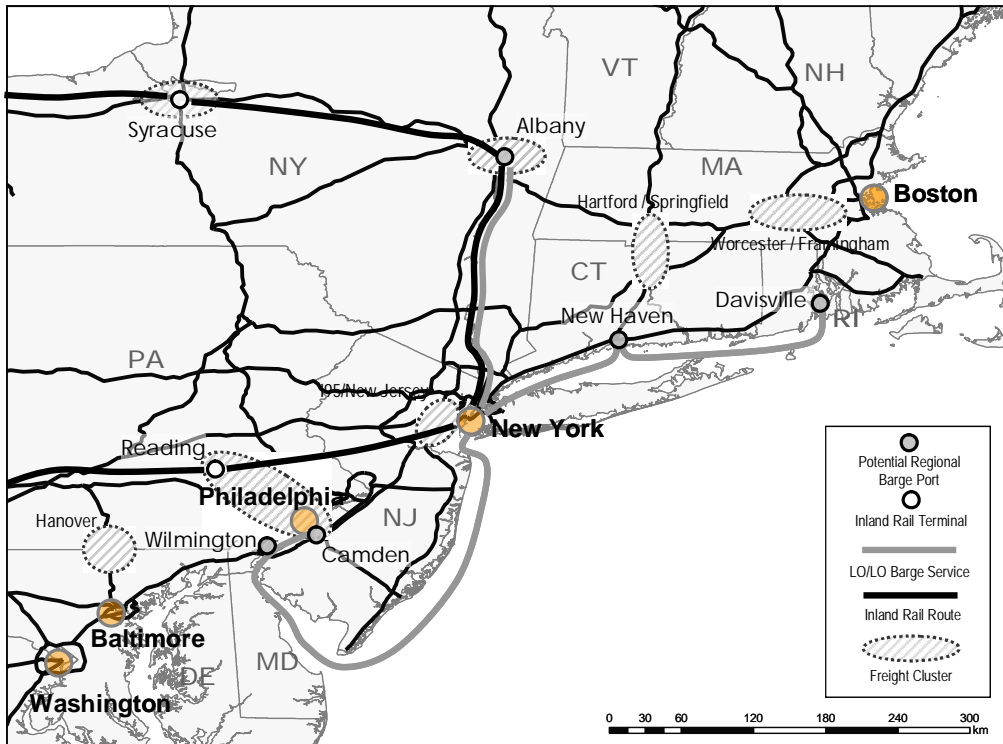 VT
NH
Syracuse
Albany
NY
MA
Hartford / Springfield
Boston
Worcester / Framingham
CT
Davisville
New Haven
RI
PA
I95/New Jersey
New York
Reading
Philadelphia
Hanover
NJ
Wilmington
Camden
Baltimore
MD
DE
Washington
Potential Regional
Barge Port
Inland Rail Terminal
LO/LO Barge Service
Inland Rail Route
Freight Cluster
0 30 60 120 180 240 300
km